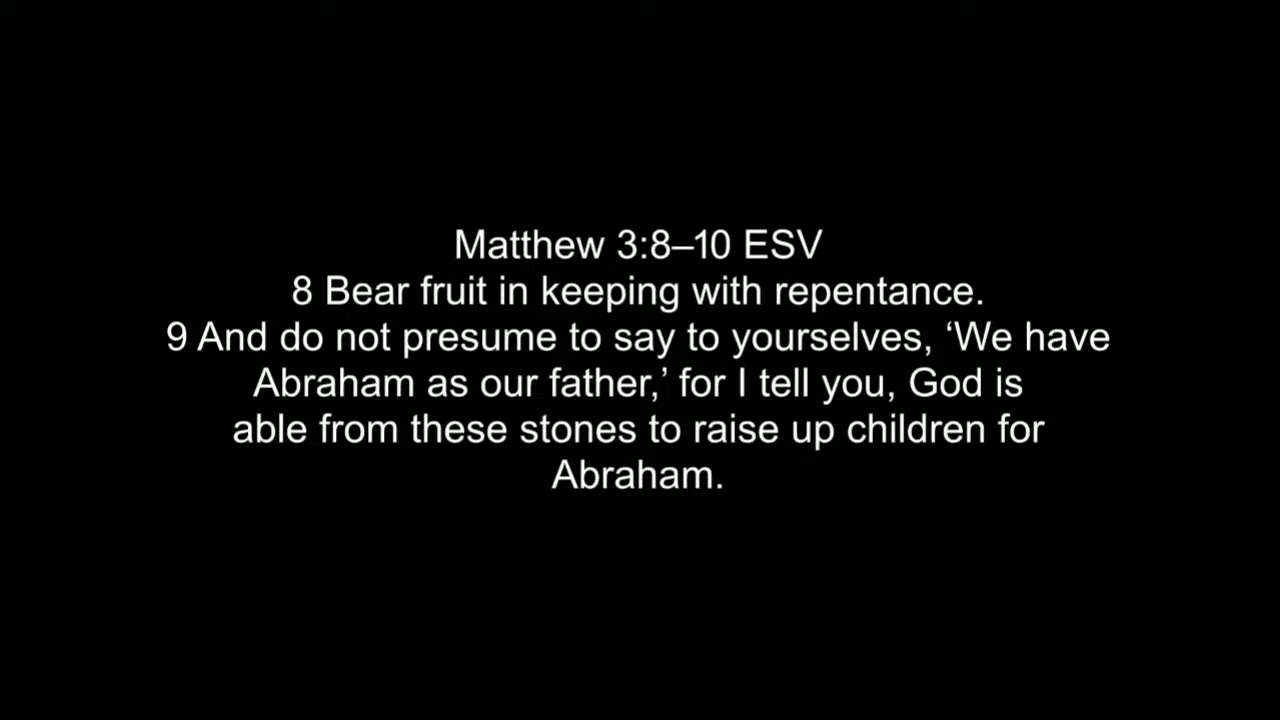 Matthew 3:8–10 ESV
8 Bear fruit in keeping with repentance.
9 And do not presume to say to yourselves, ‘We have
Abraham as our father,’ for I tell you, God is
able from these stones to raise up children for
Abraham.